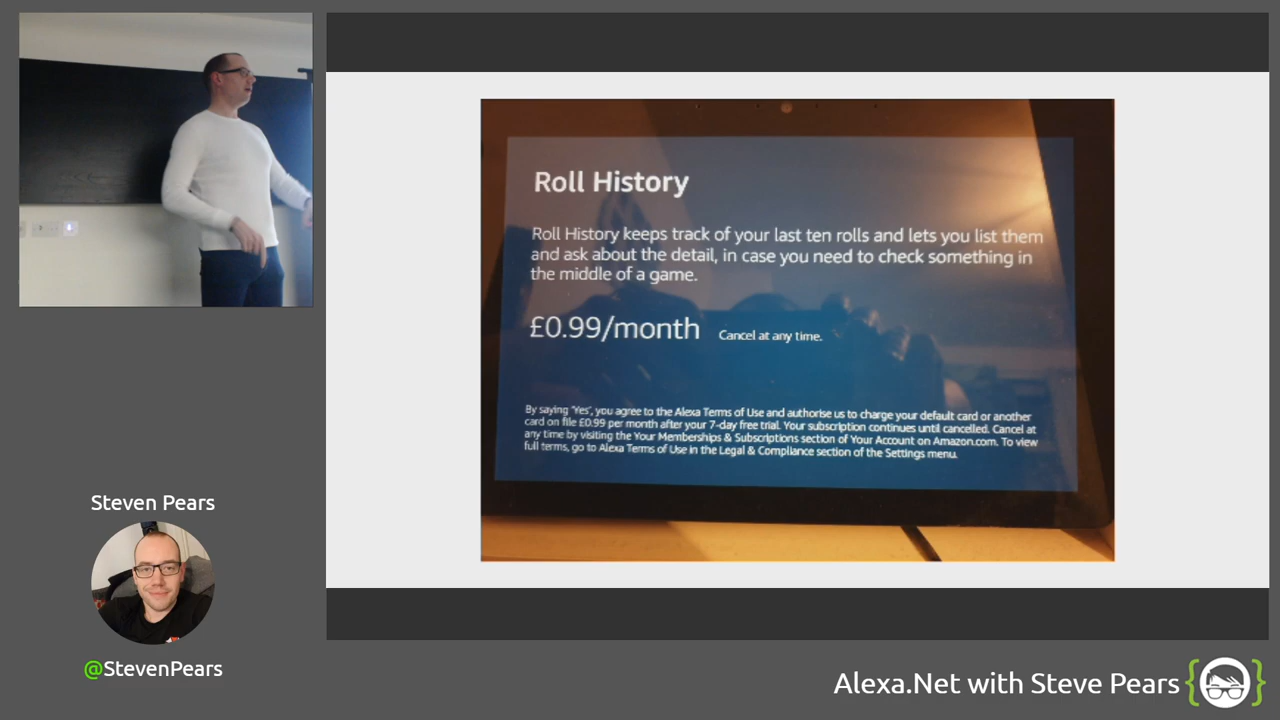 Roll History
Roll History keeps track of your last ten rolls and lets you list them
and ask about the detail, in case you need to check something in
the middle of a game.
£0.99/month Cancel at any time.
By saying "Yes", you agree to the Alexa Terms of Use and authorise us to charge your default card or another
card on file £0.99 per month after your 7-day free trial. Your subscription continues until cancelled. Cancel at
any time by visiting the Your Memberships & Subscriptions section of Your Account on Amazon.com. To view
full terms, go to Alexa Terms of Use in the Legal & Compliance section of the Settings menu.
Steven Pears
@StevenPears
Alexa.Net with Steve Pears